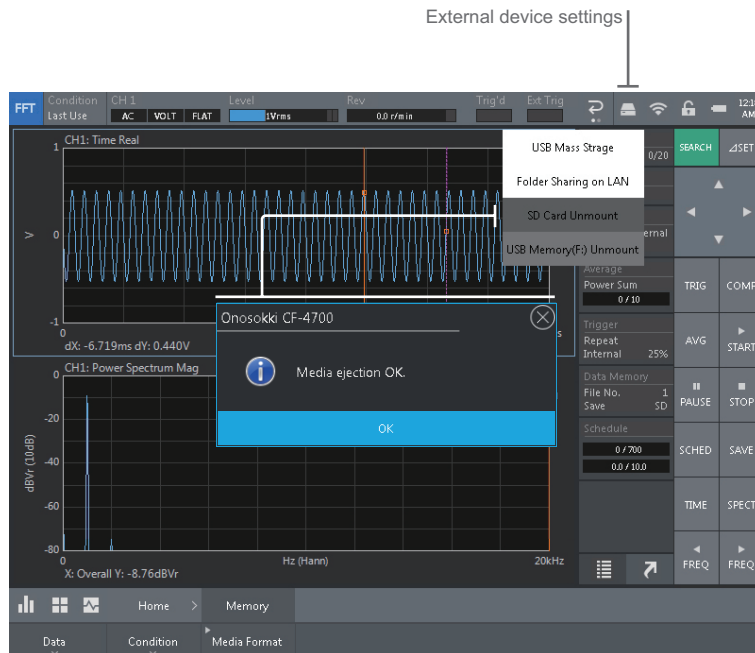 External device settings
FFT
Condition
Last Use
CH 1
AC VOLT FLAT
Level
1Vrms
Rev
0.0 r/min
Trig'd
Ext Trig
12:1
AM
USB Mass Strage
Folder Sharing on LAN
SD Card Unmount
USB Memory(F:) Unmount
0/20
ernal
SEARCH
⊿SET
CH1: Time Real
1
V
0
-1
0
s
dX: -6.719ms dY: 0.440V
Onosokki CF-4700
Media ejection OK.
OK
CH1: Power Spectrum Mag
0
-20
-40
-60
-80
dBVr (10dB)
0
Hz (Hann)
20kHz
X: Overall Y: -8.76dBVr
Average
Power Sum
0 / 10
Trigger
Repeat
Internal 25%
Data Memory
File No. 1
Save SD
Schedule
0 / 700
0.0 / 10.0
TRIG
COMP
AVG
START
PAUSE
STOP
SCHED
SAVE
TIME
SPECT
FREQ
FREQ
Home > Memory
Data
Condition
Media Format